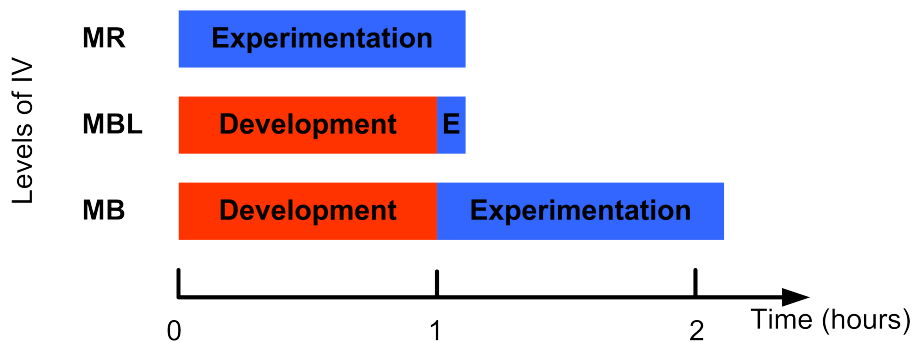 Levels of IV
MR Experimentation
MBL Development E
MB Development Experimentation
0 1 2 Time (hours)